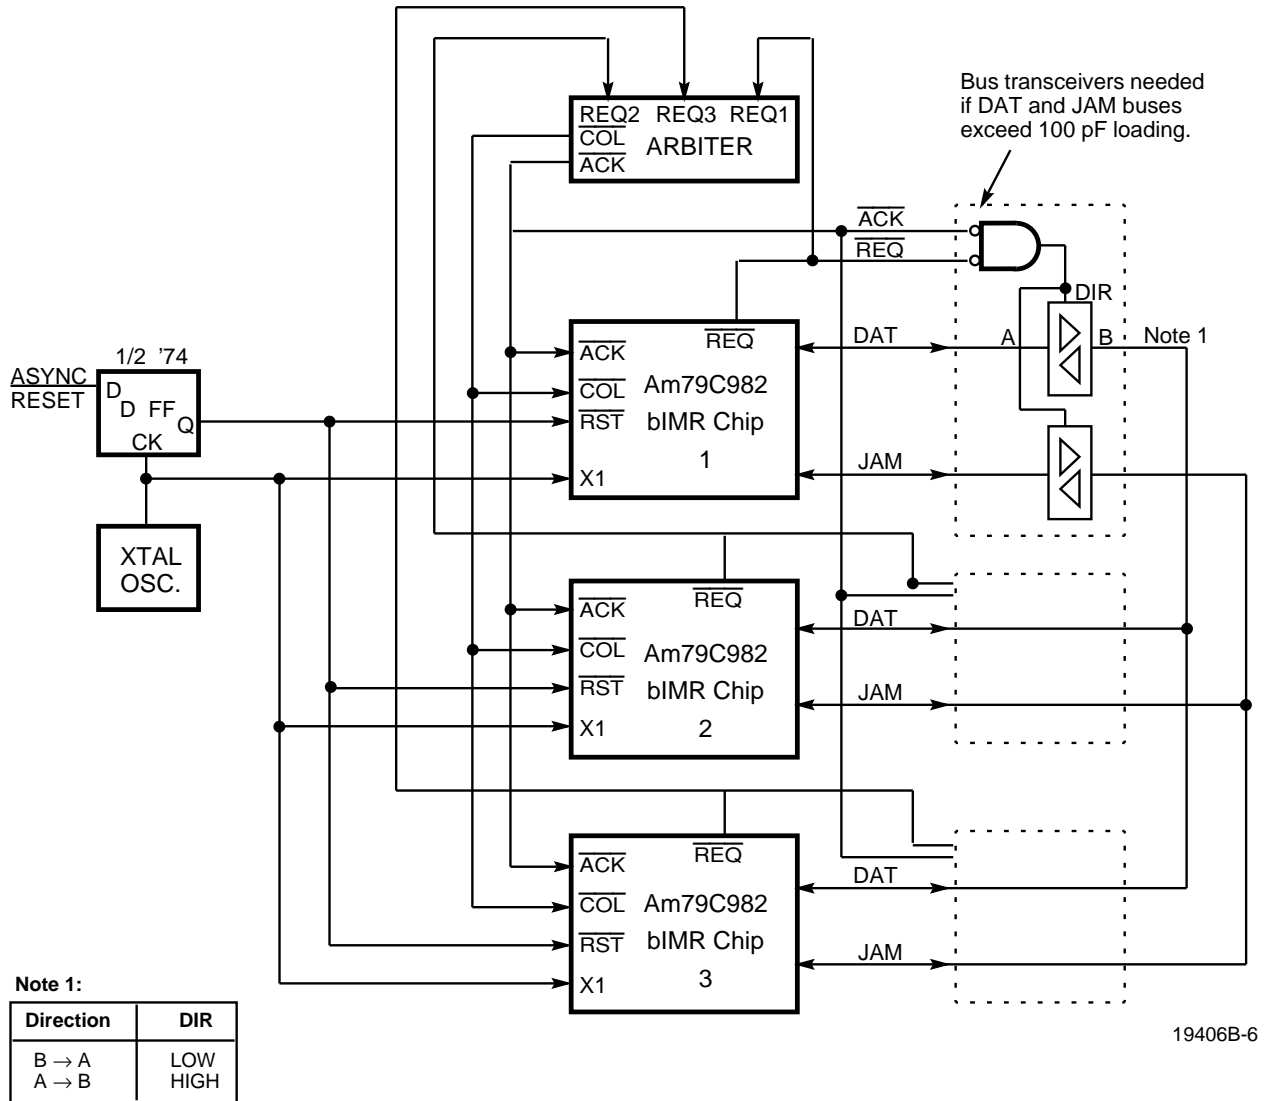 Bus transceivers needed
if DAT and JAM buses
exceed 100 pF loading.
REQ2 REQ3 REQ1
COL
ARBITER
ACK
ACK
REQ
DIR
1/2 '74
ASYNC
RESET
D
D FF
Q
CK
XTAL
OSC.
REQ
ACK
COL
RST
X1
Am79C982
bIMR Chip
1
DAT
A
B
Note 1
JAM
REQ
ACK
COL
RST
X1
Am79C982
bIMR Chip
2
DAT
JAM
REQ
ACK
COL
RST
X1
Am79C982
bIMR Chip
3
DAT
JAM
Note 1:
Direction DIR
B → A LOW
A → B HIGH
19406B-6